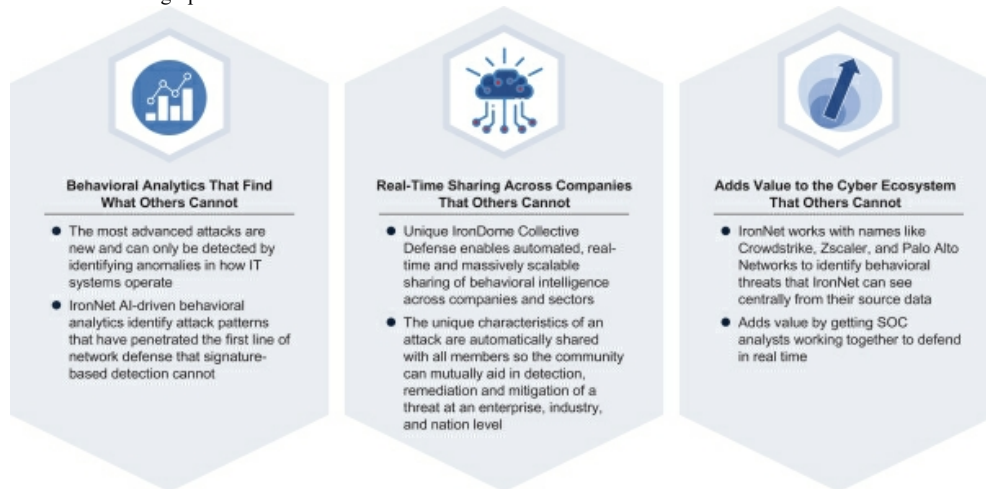 Behavioral Analytics That Find
What Others Cannot
● The most advanced attacks are
new and can only be detected by
identifying anomalies in how IT
systems operate
● IronNet AI-driven behavioral
analytics identify attack patterns
that have penetrated the first line of
network defense that signature-
based detection cannot
Real-Time Sharing Across Companies
That Others Cannot
● Unique IronDome Collective
Defense enables automated, real-
time and massively scalable
sharing of behavioral intelligence
across companies and sectors
● The unique characteristics of an
attack are automatically shared
with all members so the community
can mutually aid in detection,
remediation and mitigation of a
threat at an enterprise, industry,
and nation level
Adds Value to the Cyber Ecosystem
That Others Cannot
● IronNet works with names like
Crowdstrike, Zscaler, and Palo Alto
Networks to identify behavioral
threats that IronNet can see
centrally from their source data
● Adds value by getting SOC
analysts working together to defend
in real time